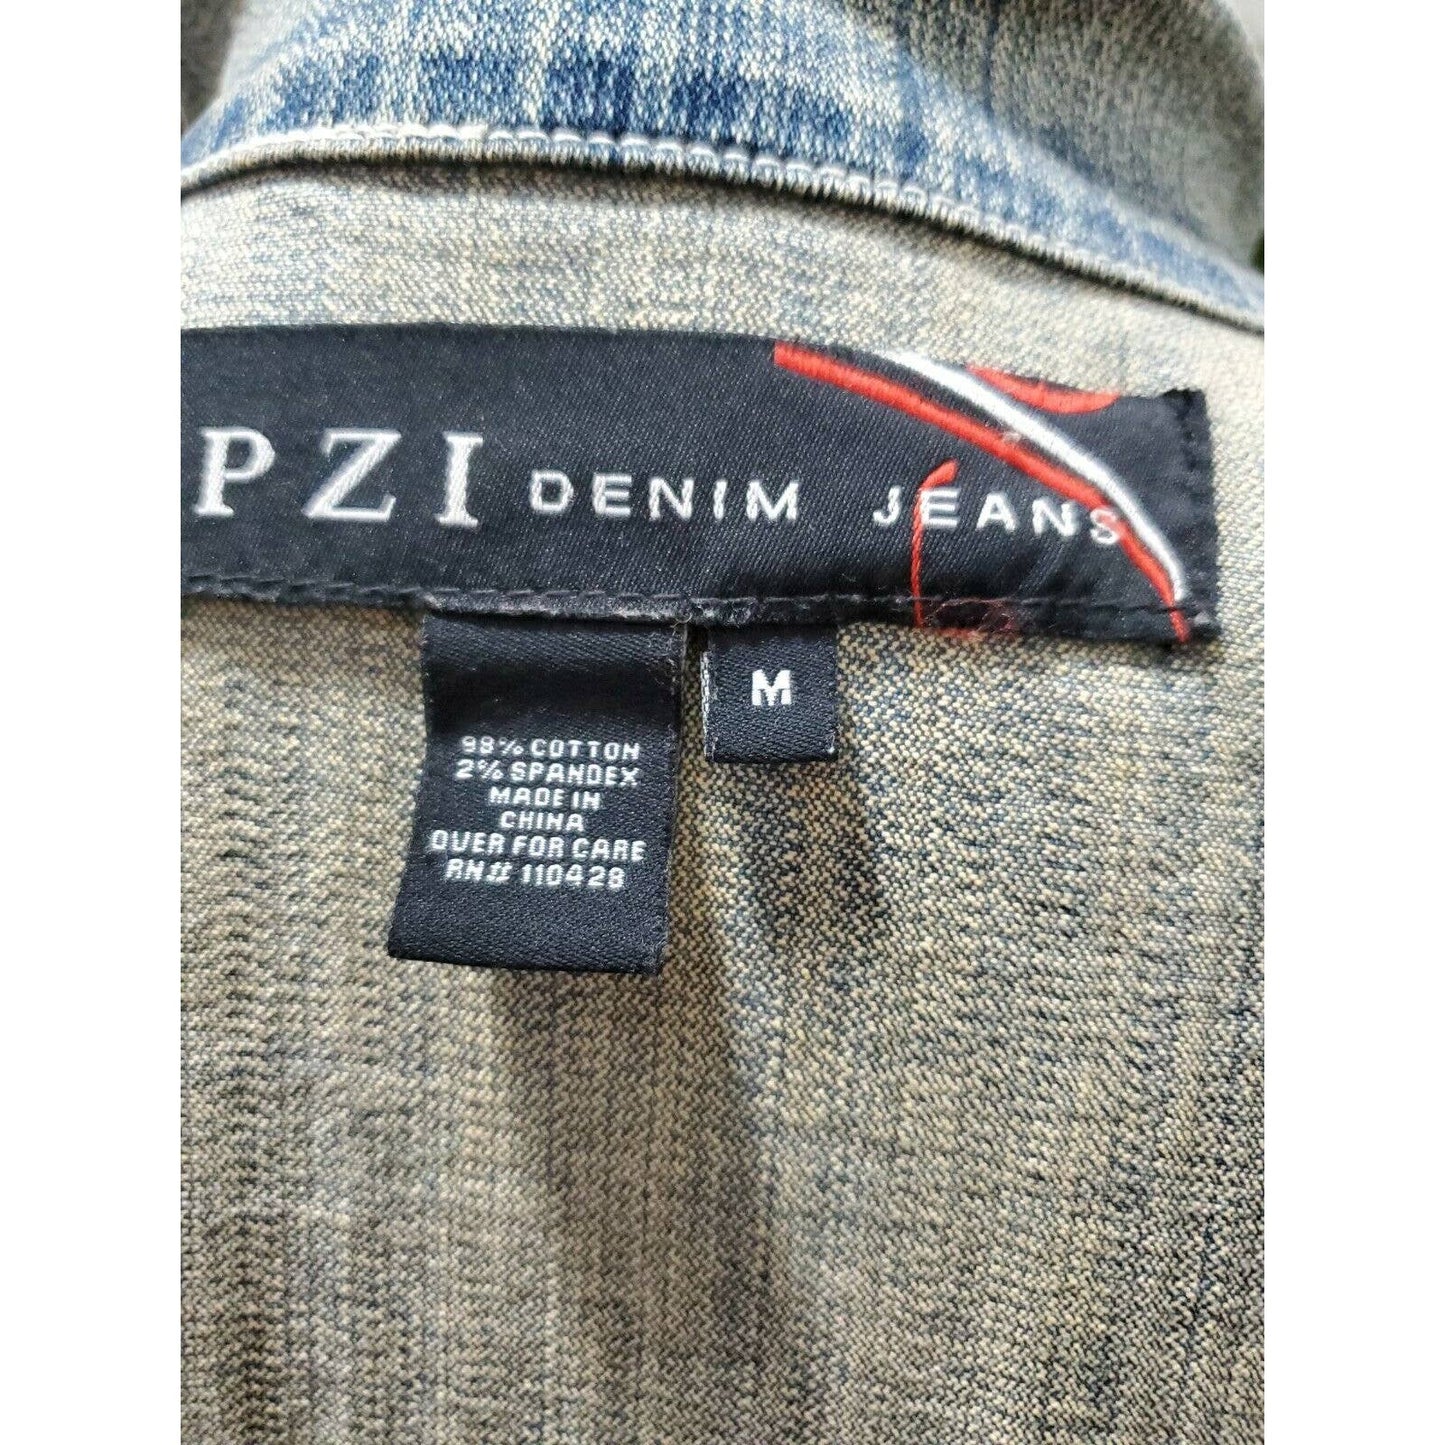 PZI DENIM JEANS
M
98% COTTON
2% SPANDEX
MADE IN
CHINA
OVER FOR CARE
RN# 110428